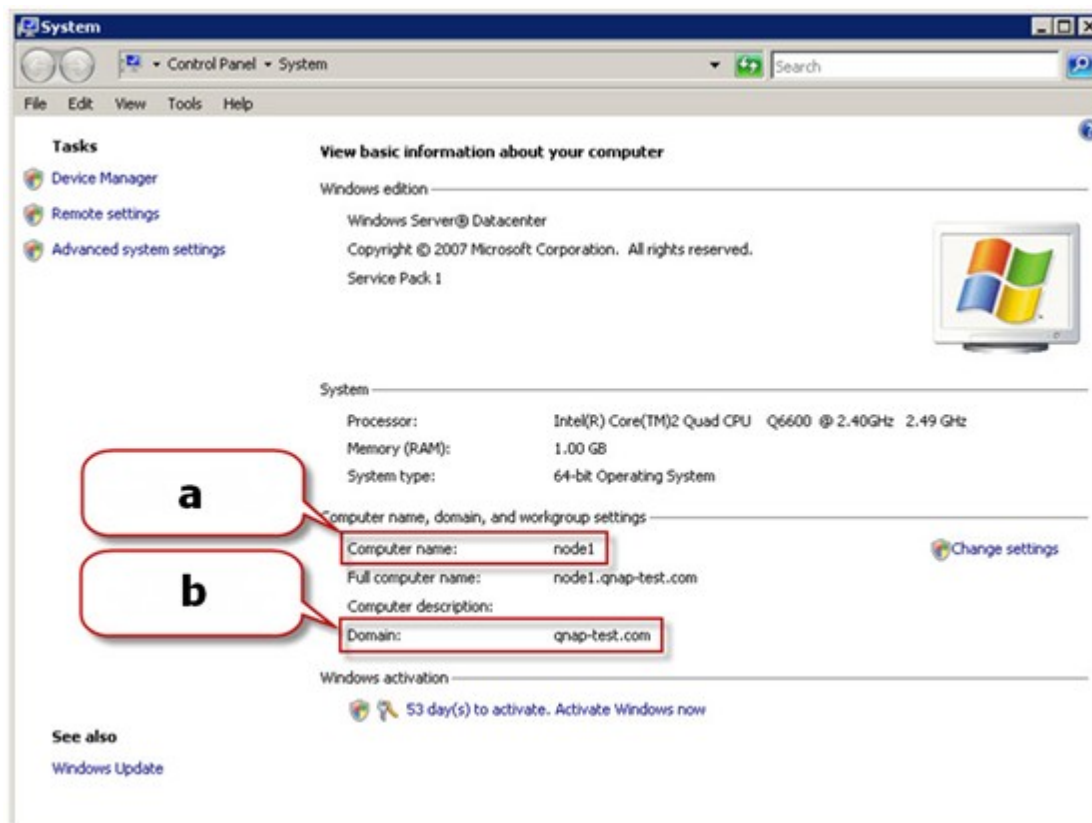 System
Control Panel System
Search
File Edit View Tools Help
Tasks
Device Manager
Remote settings
Advanced system settings
See also
Windows Update
View basic information about your computer
Windows edition
Windows Server® Datacenter
Copyright © 2007 Microsoft Corporation. All rights reserved.
Service Pack 1
System
Processor: Intel(R) Core(TM)2 Quad CPU Q6600 @ 2.40GHz 2.49 GHz
Memory (RAM): 1.00 GB
System type: 64-bit Operating System
Computer name, domain, and workgroup settings
a
Computer name: node1
Change settings
Full computer name: node1.qnap-test.com
Computer description:
b
Domain: qnap-test.com
Windows activation
53 day(s) to activate. Activate Windows now